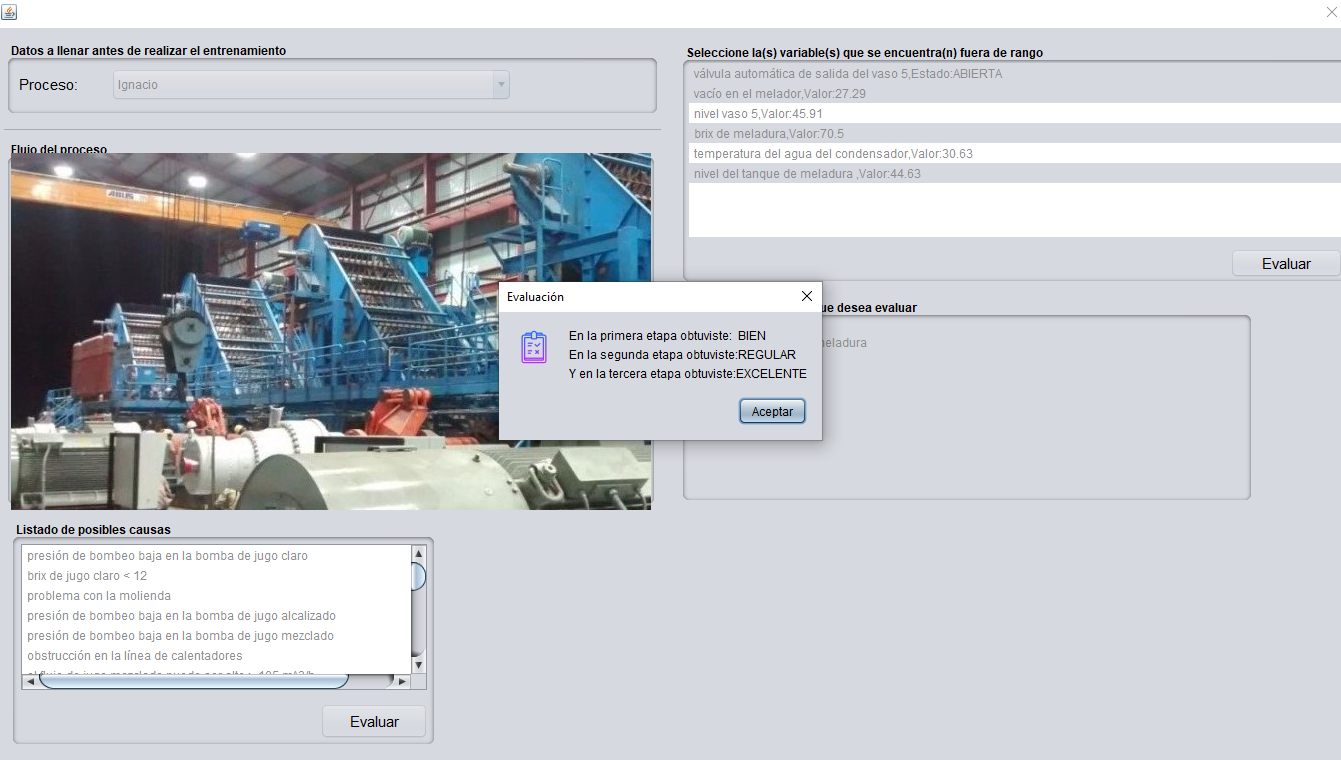 Datos a llenar antes de realizar el entrenamiento
Proceso:
Ignacio
Flujo del proceso
ABUS
Listado de posibles causas
presión de bombeo baja en la bomba de jugo claro
brix de jugo claro < 12
problema con la molienda
presión de bombeo baja en la bomba de jugo alcalizado
presión de bombeo baja en la bomba de jugo mezclado
obstrucción en la línea de calentadores
Evaluar
Seleccione la(s) variable(s) que se encuentra(n) fuera de rango
válvula automática de salida del vaso 5,Estado:ABIERTA
vacío en el melador,Valor:27.29
nivel vaso 5,Valor:45.91
brix de meladura,Valor:70.5
temperatura del agua del condensador,Valor:30.63
nivel del tanque de meladura ,Valor:44.63
Evaluar
ue desea evaluar
eladura
Evaluación
En la primera etapa obtuviste: BIEN
En la segunda etapa obtuviste:REGULAR
Y en la tercera etapa obtuviste:EXCELENTE
Aceptar